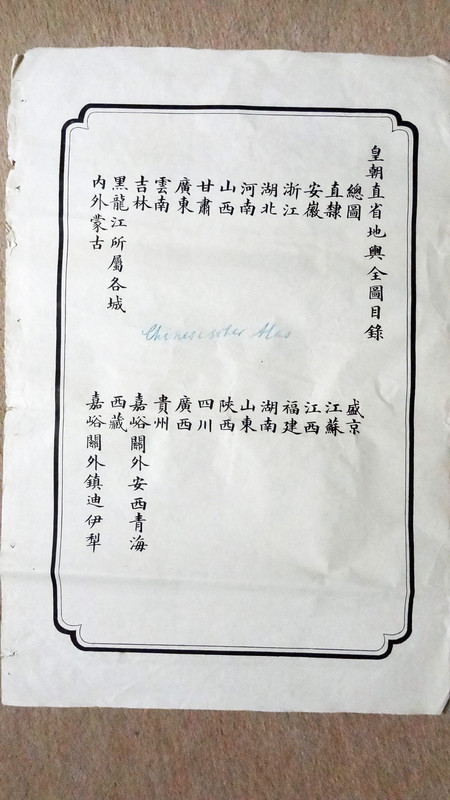 皇朝直省地輿全圖目錄
總圖 盛京
直隸 江蘇
安徽 江西
浙江 福建
湖北 湖南
河南 山東
山西 陝西
甘肅 四川
廣東 廣西
雲南 貴州
吉林 嘉峪關外安西青海
黑龍江所屬各城 西藏
內外蒙古 嘉峪關外鎮迪伊犁
Chinesischer Atlas